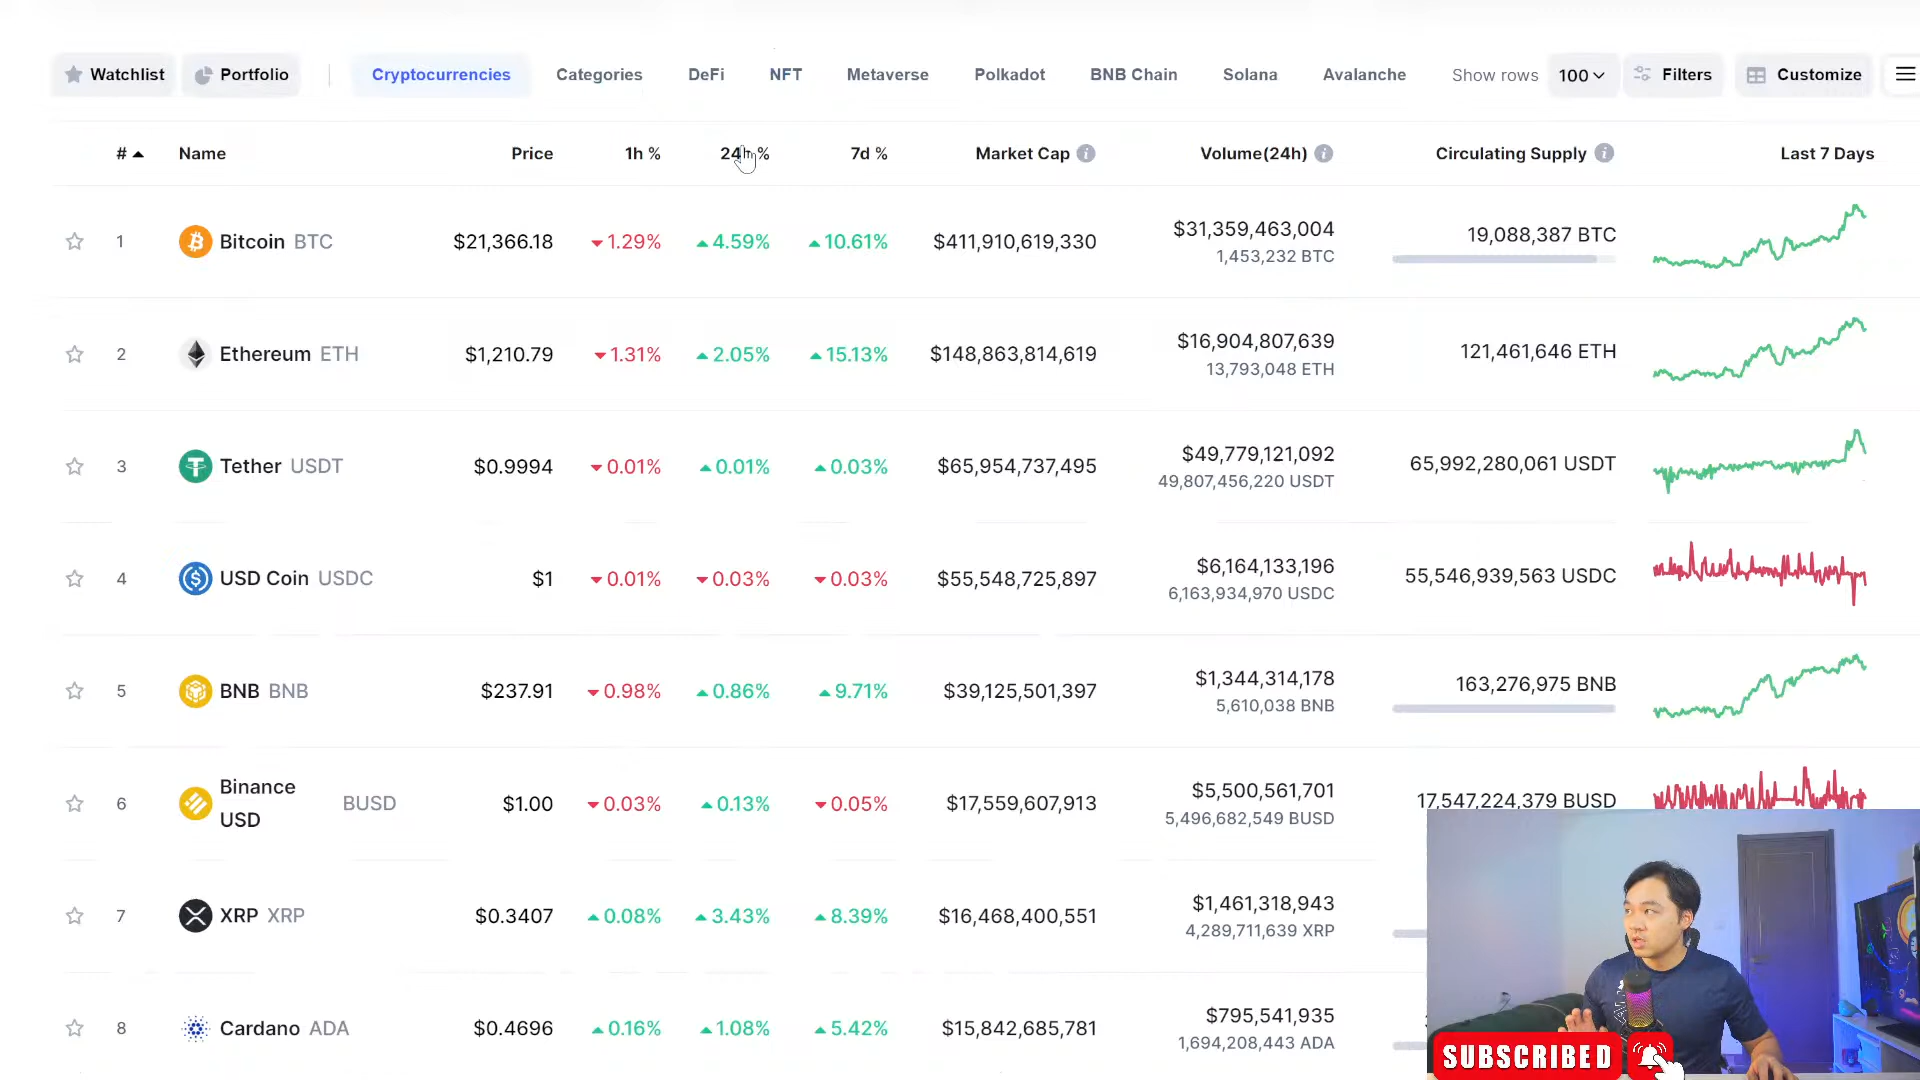 Watchlist Portfolio Cryptocurrencies Categories DeFi NFT Metaverse Polkadot BNB Chain Solana Avalanche Show rows 100 Filters Customize
# Name Price 1h % 24h % 7d % Market Cap Volume(24h) Circulating Supply Last 7 Days
1 Bitcoin BTC $21,366.18 1.29% 4.59% 10.61% $411,910,619,330 $31,359,463,004 19,088,387 BTC
1,453,232 BTC
2 Ethereum ETH $1,210.79 1.31% 2.05% 15.13% $148,863,814,619 $16,904,807,639 121,461,646 ETH
13,793,048 ETH
3 Tether USDT $0.9994 0.01% 0.01% 0.03% $65,954,737,495 $49,779,121,092 65,992,280,061 USDT
49,807,456,220 USDT
4 USD Coin USDC $1 0.01% 0.03% 0.03% $55,548,725,897 $6,164,133,196 55,546,939,563 USDC
6,163,934,970 USDC
5 BNB BNB $237.91 0.98% 0.86% 9.71% $39,125,501,397 $1,344,314,178 163,276,975 BNB
5,610,038 BNB
6 Binance USD BUSD $1.00 0.03% 0.13% 0.05% $17,559,607,913 $5,500,561,701 17,547,224,379 BUSD
5,496,682,549 BUSD
7 XRP XRP $0.3407 0.08% 3.43% 8.39% $16,468,400,551 $1,461,318,943
4,289,711,639 XRP
8 Cardano ADA $0.4696 0.16% 1.08% 5.42% $15,842,685,781 $795,541,935
1,694,208,443 ADA
SUBSCRIBED